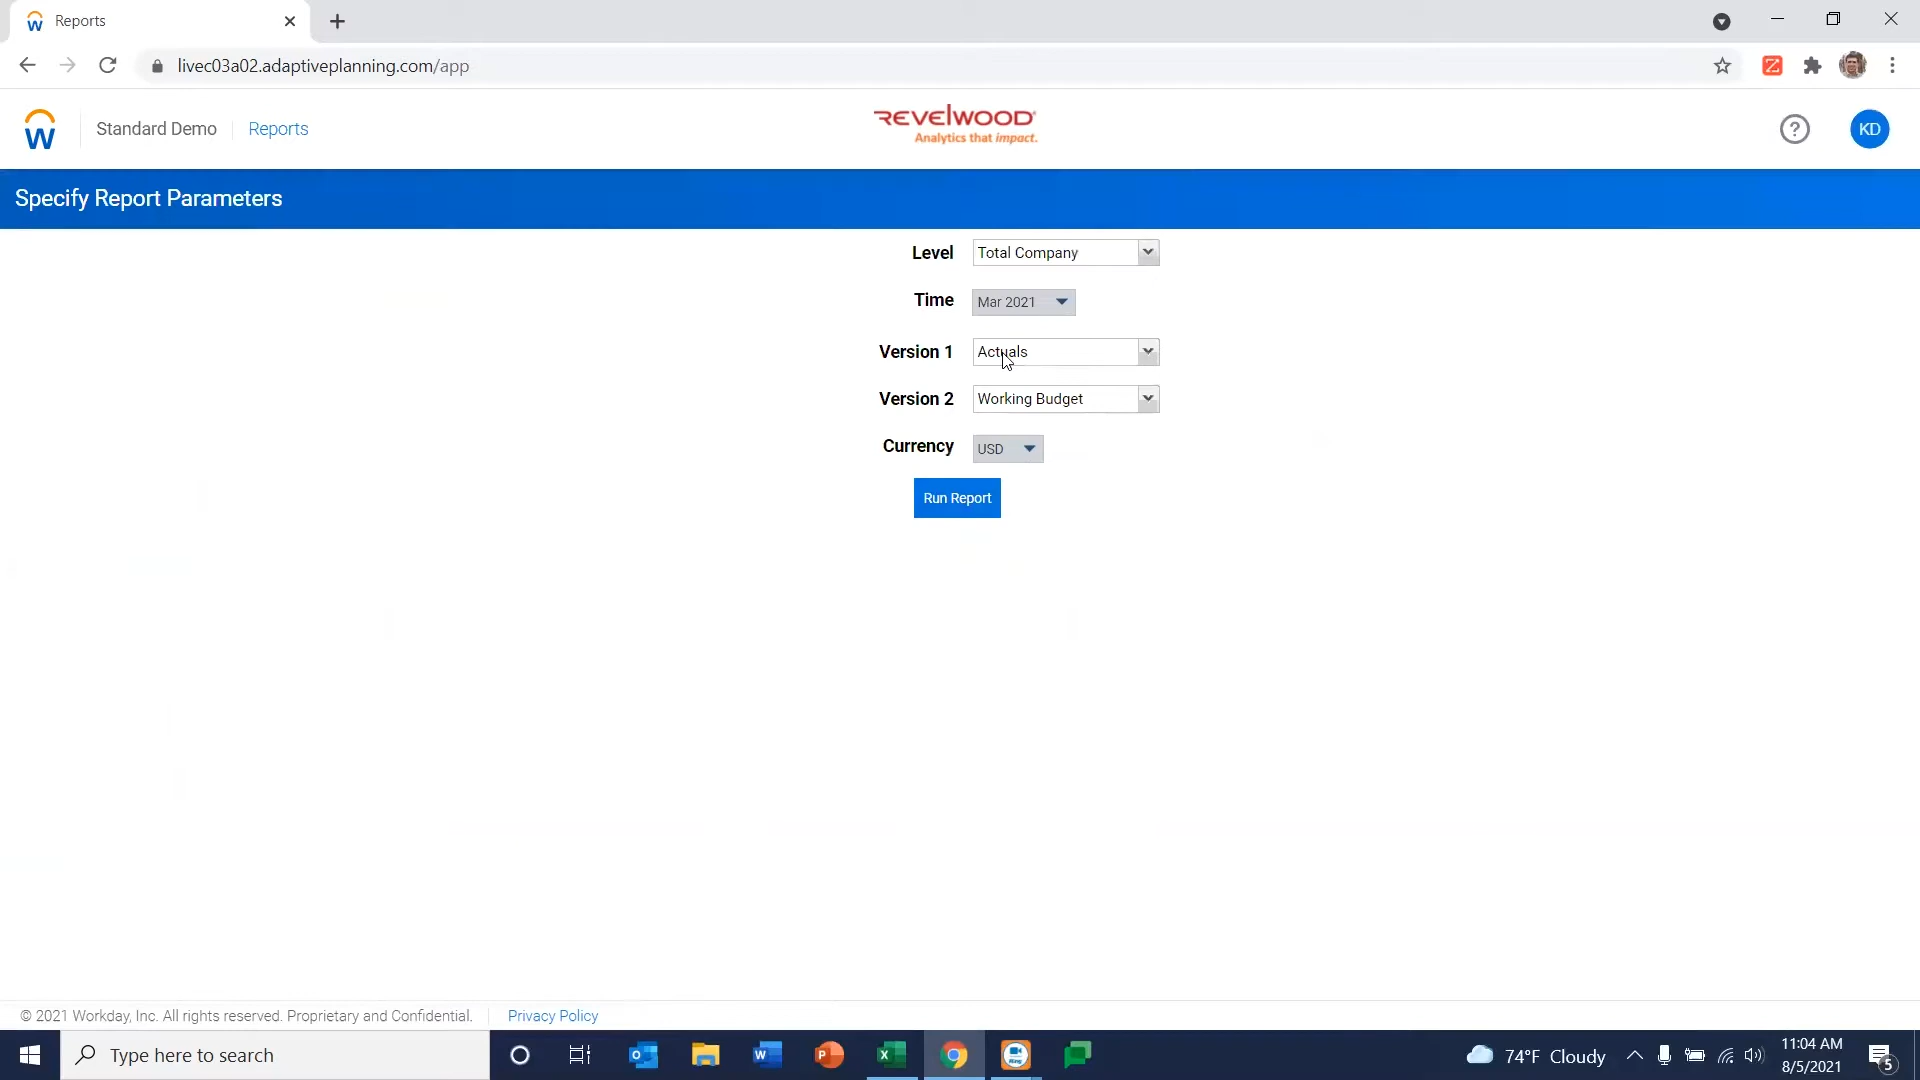 Reports
livec03a02.adaptiveplanning.com/app
Standard Demo
Reports
REVELWOOD
Analytics that impact.
KD
Specify Report Parameters
Level
Total Company
Time
Mar 2021
Version 1
Actuals
Version 2
Working Budget
Currency
USD
Run Report
© 2021 Workday, Inc. All rights reserved. Proprietary and Confidential.
Privacy Policy
Type here to search
74°F Cloudy
11:04 AM
8/5/2021
5